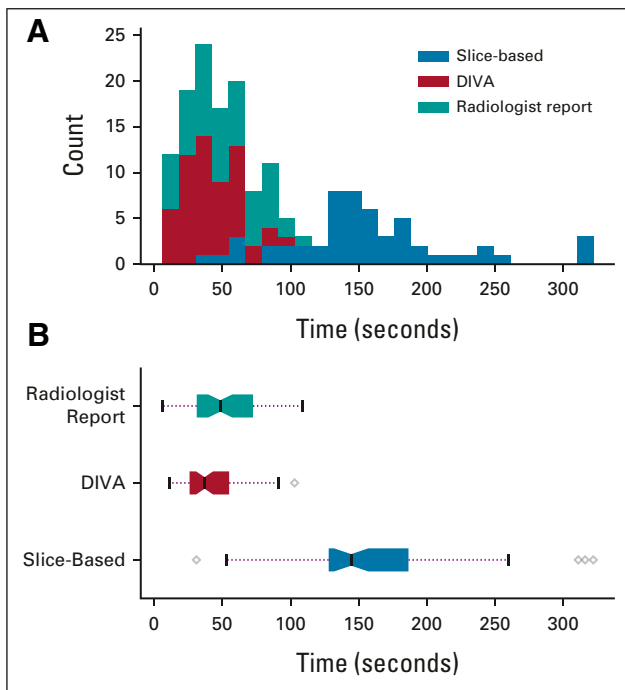 A
25
20
15
10
5
0
Count
Slice-based
DIVA
Radiologist report
0 50 100 150 200 250 300
Time (seconds)
B
Radiologist
Report
DIVA
Slice-Based
0 50 100 150 200 250 300
Time (seconds)